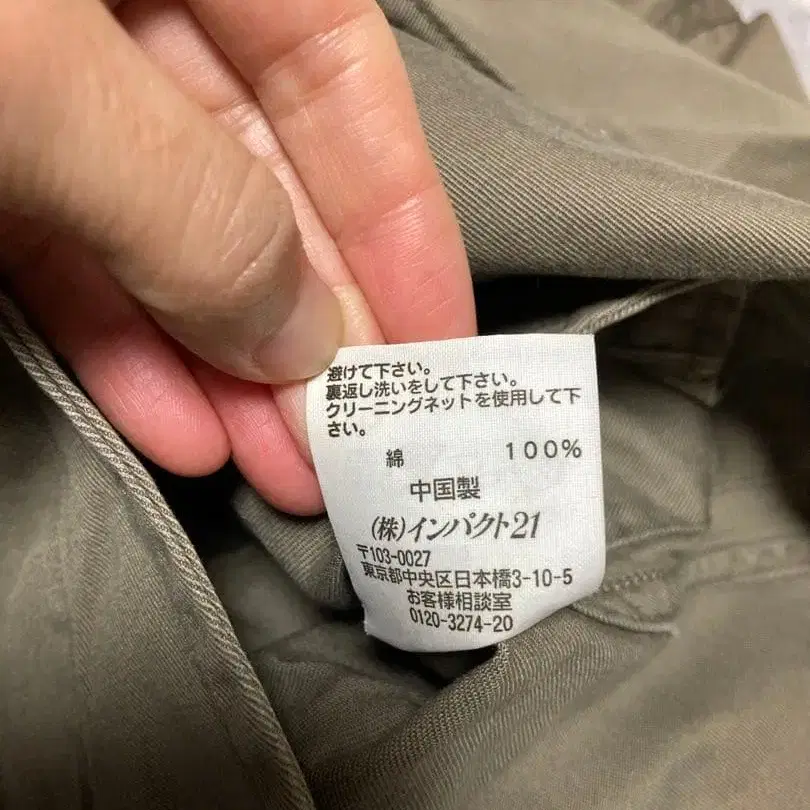 避けて下さい。
裏返し洗いをして下さい。
クリーニングネットを使用して下
さい。
綿 100%
中国製
(株)インパクト21
〒103-0027
東京都中央区日本橋3-10-5
お客様相談室
0120-3274-20